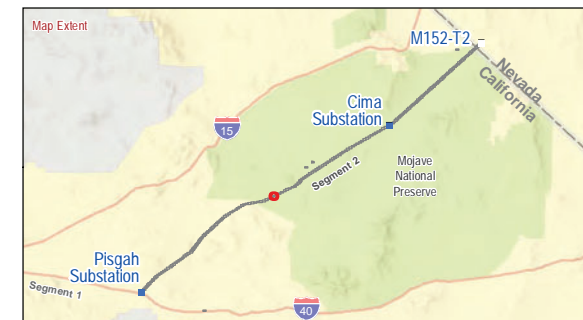 Map Extent
M152-T2
Nevada
California
Cima
Substation
15
Segment 2
Mojave
National
Preserve
Pisgah
Substation
Segment 1
40